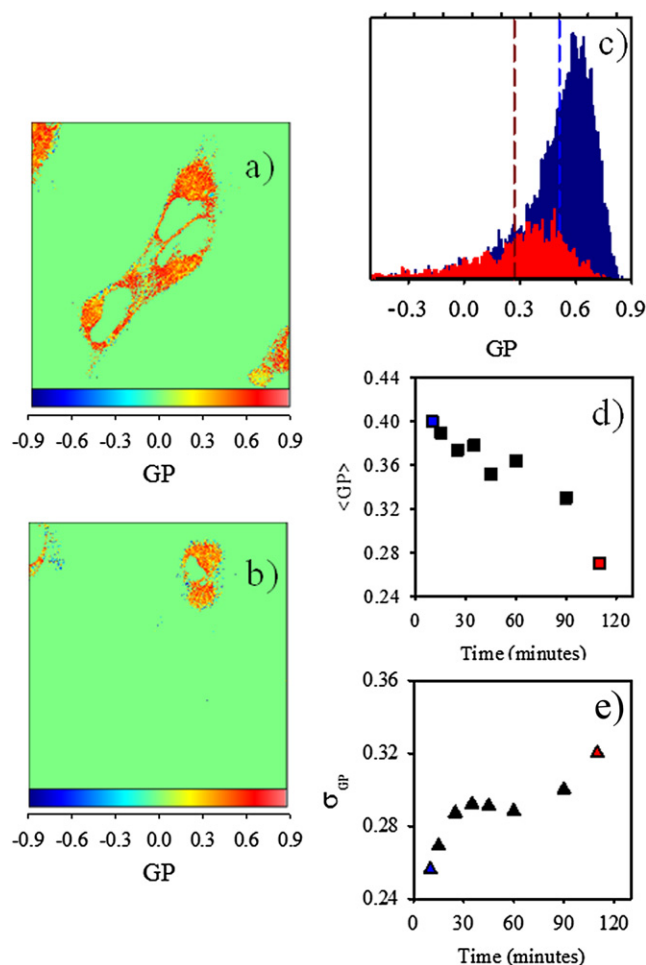 a)
-0.9 -0.6 -0.3 0.0 0.3 0.6 0.9
GP
b)
-0.9 -0.6 -0.3 0.0 0.3 0.6 0.9
GP
c)
-0.3 0.0 0.3 0.6 0.9
GP
d)
0.44
0.40
0.36
0.32
0.28
0.24
<GP>
0 30 60 90 120
Time (minutes)
e)
0.36
0.32
0.28
0.24
σGP
0 30 60 90 120
Time (minutes)